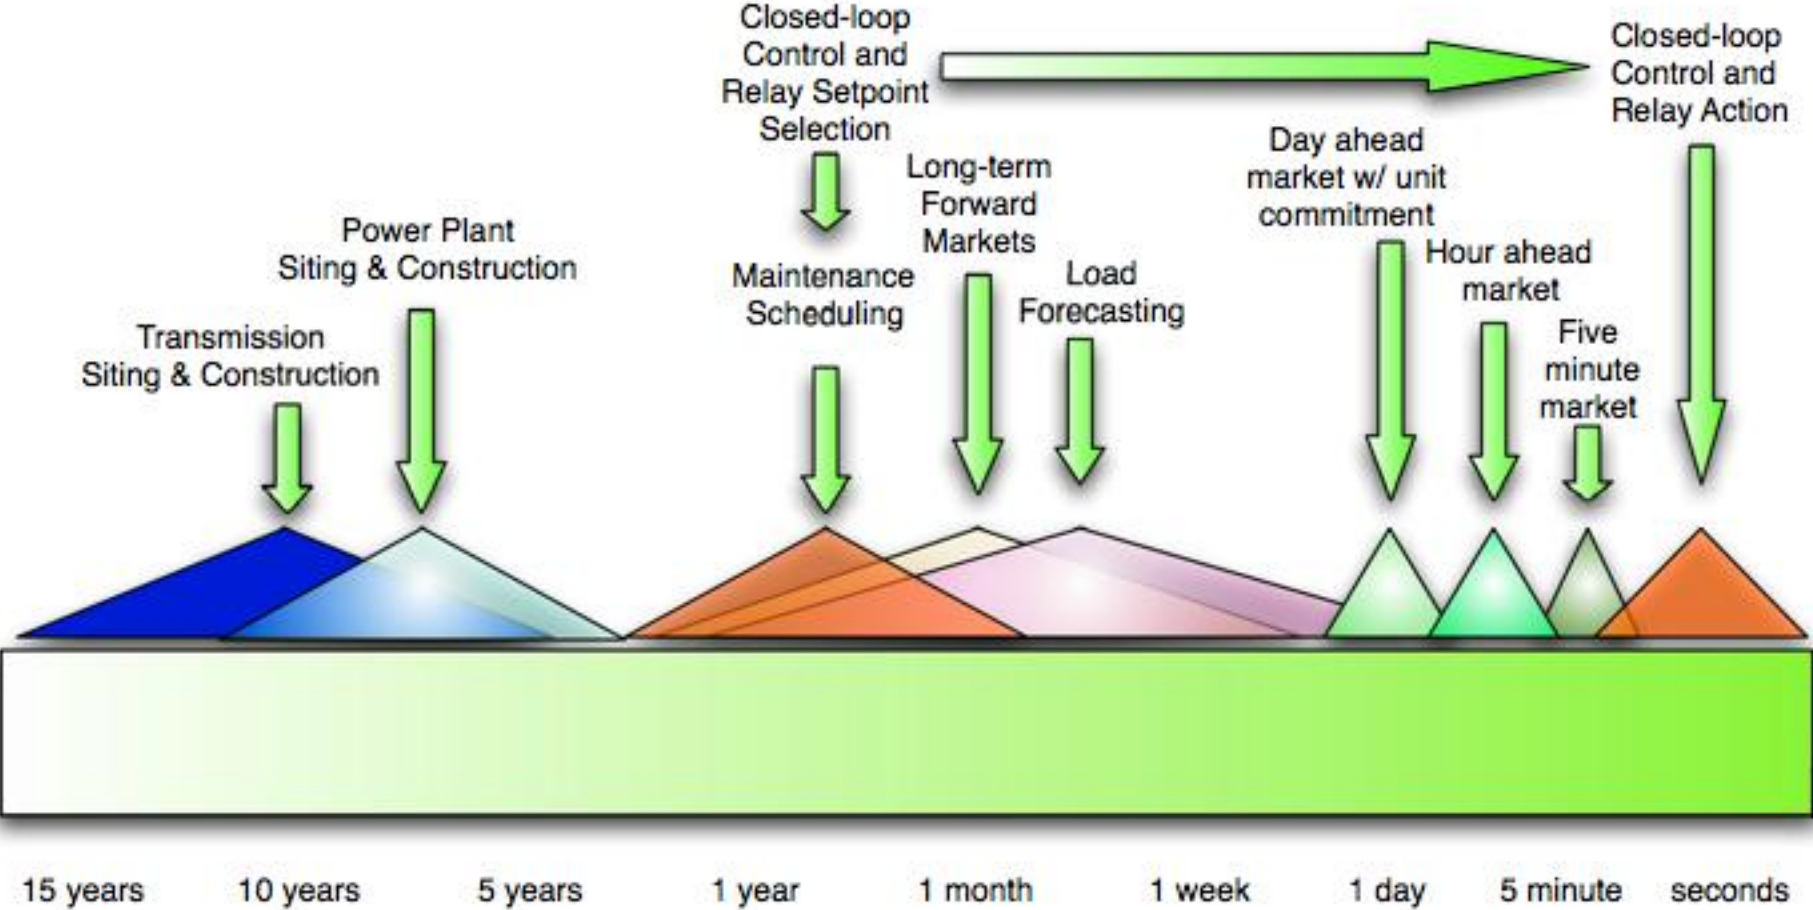 Closed-loop
Control and
Relay Setpoint
Selection
Closed-loop
Control and
Relay Action
Day ahead
market w/ unit
commitment
Long-term
Forward
Markets
Power Plant
Siting & Construction
Hour ahead
market
Maintenance
Scheduling
Load
Forecasting
Transmission
Siting & Construction
Five
minute
market
15 years
10 years
5 years
1 year
1 month
1 week
1 day
5 minute
seconds